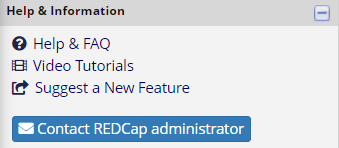 Help & Information
Help & FAQ
Video Tutorials
Suggest a New Feature
Contact REDCap administrator